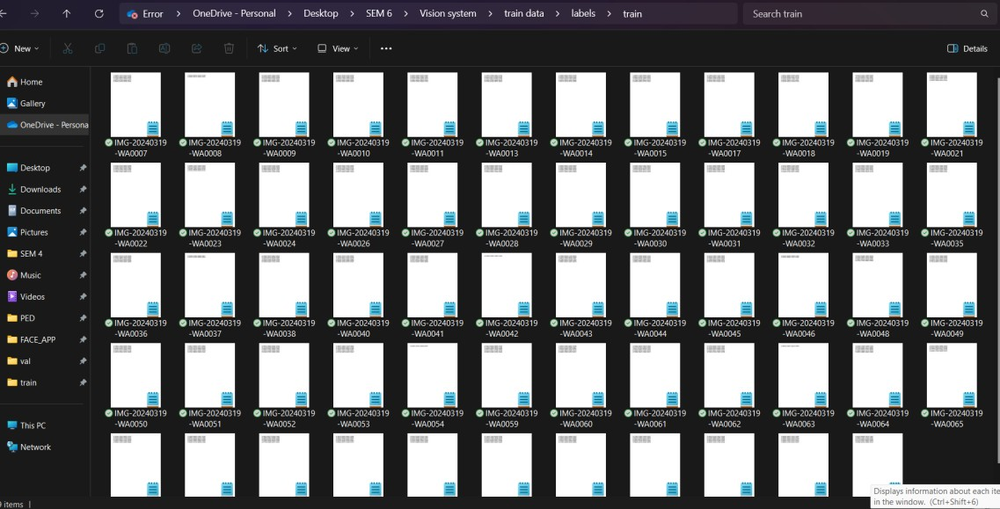 Error > OneDrive - Personal > Desktop > SEM 6 > Vision system > train data > labels > train
Search train
New
Sort
View
Details
Home
Gallery
OneDrive - Persona
Desktop
Downloads
Documents
Pictures
SEM 4
Music
Videos
PED
FACE_APP
val
train
This PC
Network
IMG-20240319 IMG-20240319 IMG-20240319 IMG-20240319 IMG-20240319 IMG-20240319 IMG-20240319 IMG-20240319 IMG-20240319 IMG-20240319 IMG-20240319 IMG-20240319
-WA0007 -WA0008 -WA0009 -WA0010 -WA0011 -WA0013 -WA0014 -WA0015 -WA0017 -WA0018 -WA0019 -WA0021
IMG-20240319 IMG-20240319 IMG-20240319 IMG-20240319 IMG-20240319 IMG-20240319 IMG-20240319 IMG-20240319 IMG-20240319 IMG-20240319 IMG-20240319 IMG-20240319
-WA0022 -WA0023 -WA0024 -WA0026 -WA0027 -WA0028 -WA0029 -WA0030 -WA0031 -WA0032 -WA0033 -WA0035
IMG-20240319 IMG-20240319 IMG-20240319 IMG-20240319 IMG-20240319 IMG-20240319 IMG-20240319 IMG-20240319 IMG-20240319 IMG-20240319 IMG-20240319 IMG-20240319
-WA0036 -WA0037 -WA0038 -WA0040 -WA0041 -WA0042 -WA0043 -WA0044 -WA0045 -WA0046 -WA0048 -WA0049
IMG-20240319 IMG-20240319 IMG-20240319 IMG-20240319 IMG-20240319 IMG-20240319 IMG-20240319 IMG-20240319 IMG-20240319 IMG-20240319 IMG-20240319 IMG-20240319
-WA0050 -WA0051 -WA0052 -WA0053 -WA0054 -WA0059 -WA0060 -WA0061 -WA0062 -WA0063 -WA0064 -WA0065
Displays information about each ite
in the window. (Ctrl+Shift+6)
items